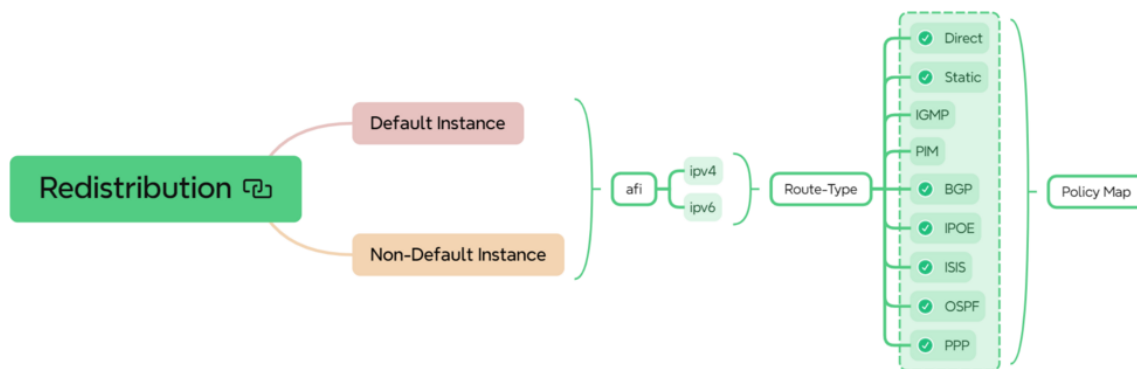 Redistribution
Default Instance
Non-Default Instance
afi
ipv4
ipv6
Route-Type
Direct
Static
IGMP
PIM
BGP
IPOE
ISIS
OSPF
PPP
Policy Map